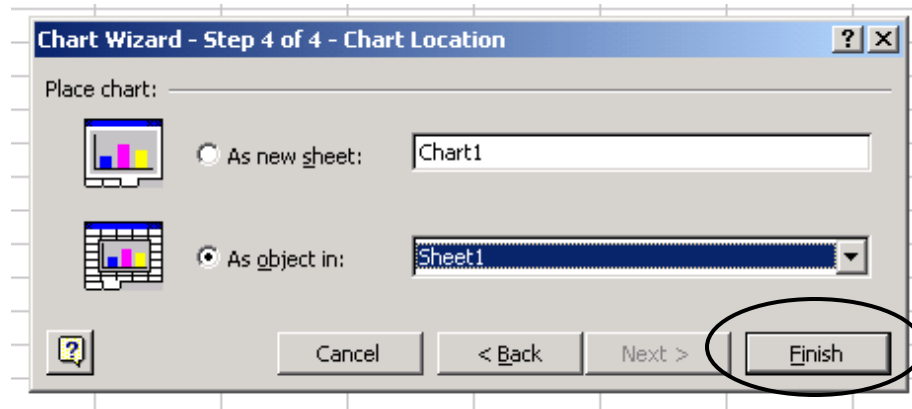 Chart Wizard - Step 4 of 4 - Chart Location
Place chart:
As new sheet: Chart1
As object in: Sheet1
Cancel < Back Next > Finish